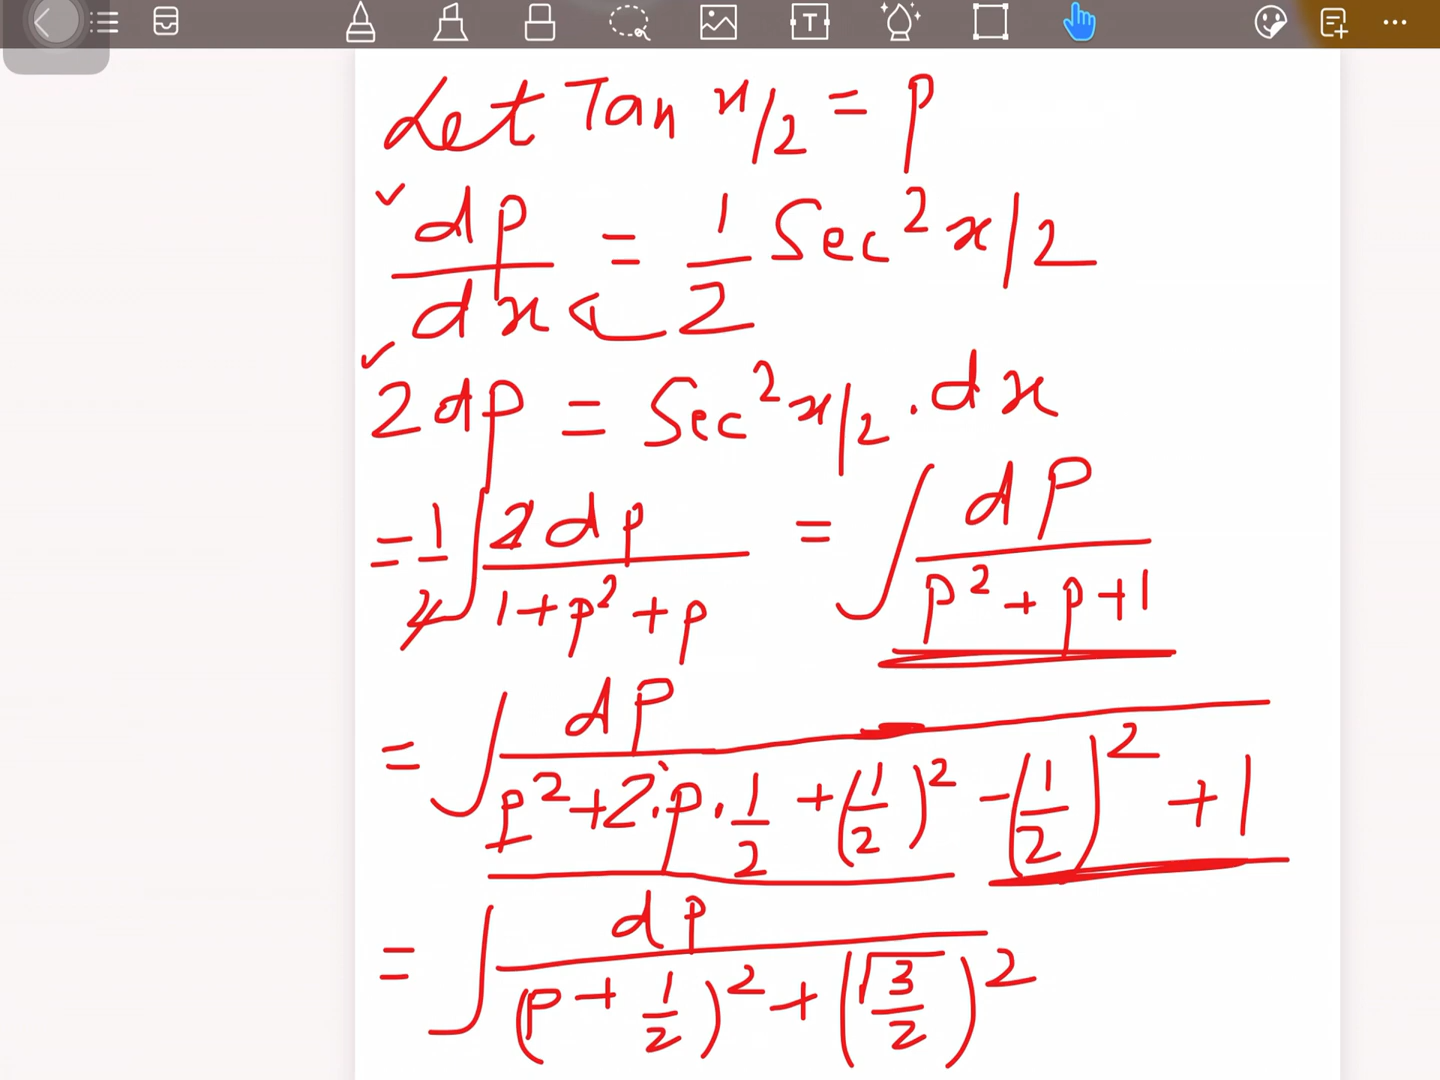 Let Tan x/2 = p
dp/dx = 1/2 Sec²x/2
2dp = Sec²x/2 . dx
= 1/2 ∫ 2dp/(1+p²+p) = ∫ dP/(p²+p+1)
= ∫ dP/(p²+2.p.1/2+(1/2)²-(1/2)²+1)
= ∫ dp/((p+1/2)²+(√3/2)²)